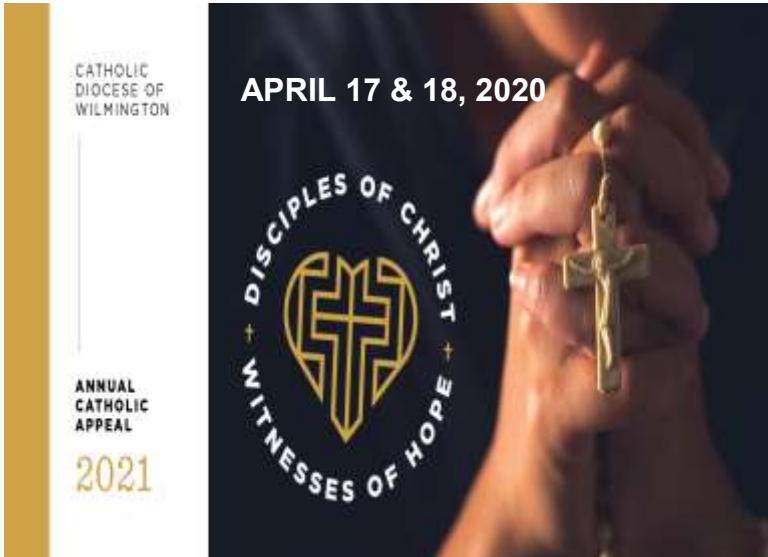 CATHOLIC
DIOCESE OF
WILMINGTON
ANNUAL
CATHOLIC
APPEAL
2021
APRIL 17 & 18, 2020
DISCIPLES OF CHRIST
WITNESSES OF HOPE